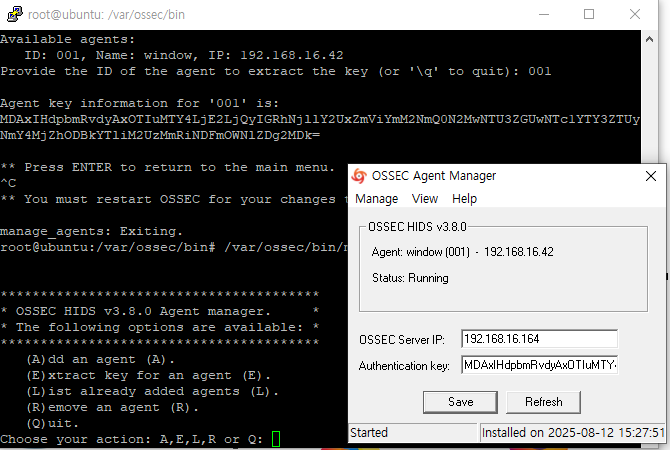 root@ubuntu: /var/ossec/bin
Available agents:
ID: 001, Name: window, IP: 192.168.16.42
Provide the ID of the agent to extract the key (or '\q' to quit): 001
Agent key information for '001' is:
MDAxIHdpbmRvdyAxOTIuMTY4LjE2LjQyIGRhNjllY2UxZmViYmM2NmQ0N2MwNTU3ZGUwNTc1YTY3ZTUy
NmY4MjZhODBkYTliM2UzMmRiNDFmOWNlZDg2MDk=
** Press ENTER to return to the main menu.
^C
** You must restart OSSEC for your changes
manage_agents: Exiting.
root@ubuntu:/var/ossec/bin# /var/ossec/bin/
****************************************
* OSSEC HIDS v3.8.0 Agent manager. *
* The following options are available: *
****************************************
(A)dd an agent (A).
(E)xtract key for an agent (E).
(L)ist already added agents (L).
(R)emove an agent (R).
(Q)uit.
Choose your action: A,E,L,R or Q:
OSSEC Agent Manager
Manage View Help
OSSEC HIDS v3.8.0
Agent: window (001) - 192.168.16.42
Status: Running
OSSEC Server IP: 192.168.16.164
Authentication key: MDAxIHdpbmRvdyAxOTIuMTY
Save Refresh
Started Installed on 2025-08-12 15:27:51